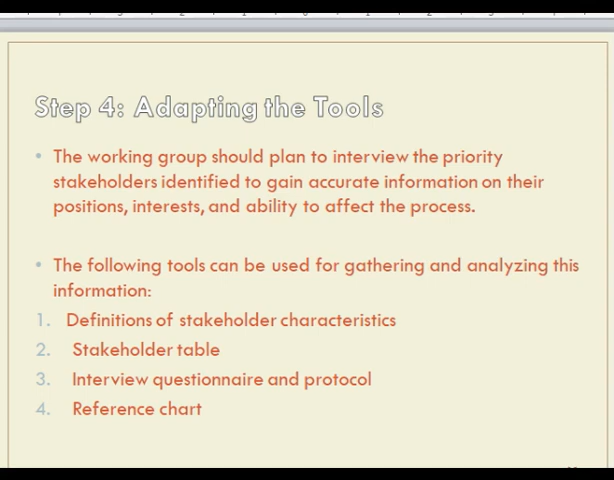 Step 4: Adapting the Tools
• The working group should plan to interview the priority
stakeholders identified to gain accurate information on their
positions, interests, and ability to affect the process.
• The following tools can be used for gathering and analyzing this
information:
1. Definitions of stakeholder characteristics
2. Stakeholder table
3. Interview questionnaire and protocol
4. Reference chart